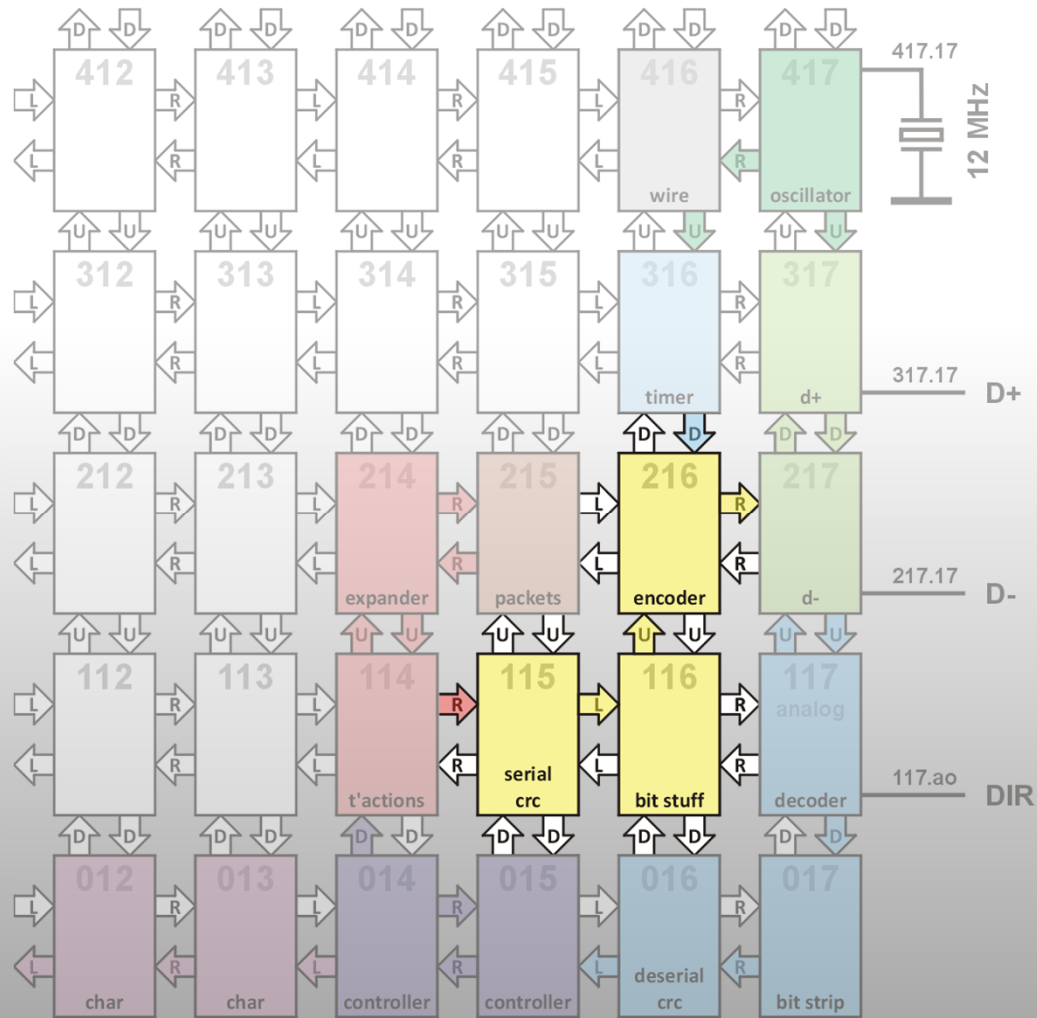 D D D D D D D D D D D D
417.17
412 413 414 415 416 417
L R L R L R
12 MHz
L R L R L R
wire oscillator
U U U U U U U U U U U U
312 313 314 315 316 317
L R L R L R
L R L R L R
317.17
D+
timer d+
D D D D D D D D D D D D
212 213 214 215 216 217
L R L R L R
L R L R L R
217.17
D-
expander packets encoder d-
U U U U U U U U U U U U
112 113 114 115 116 117
analog
L R L R L R
L R L R L R
117.ao
DIR
serial
t'actions crc bit stuff decoder
D D D D D D D D D D D D
012 013 014 015 016 017
L R L R L R
L R L R L R
deserial
char char controller controller crc bit strip